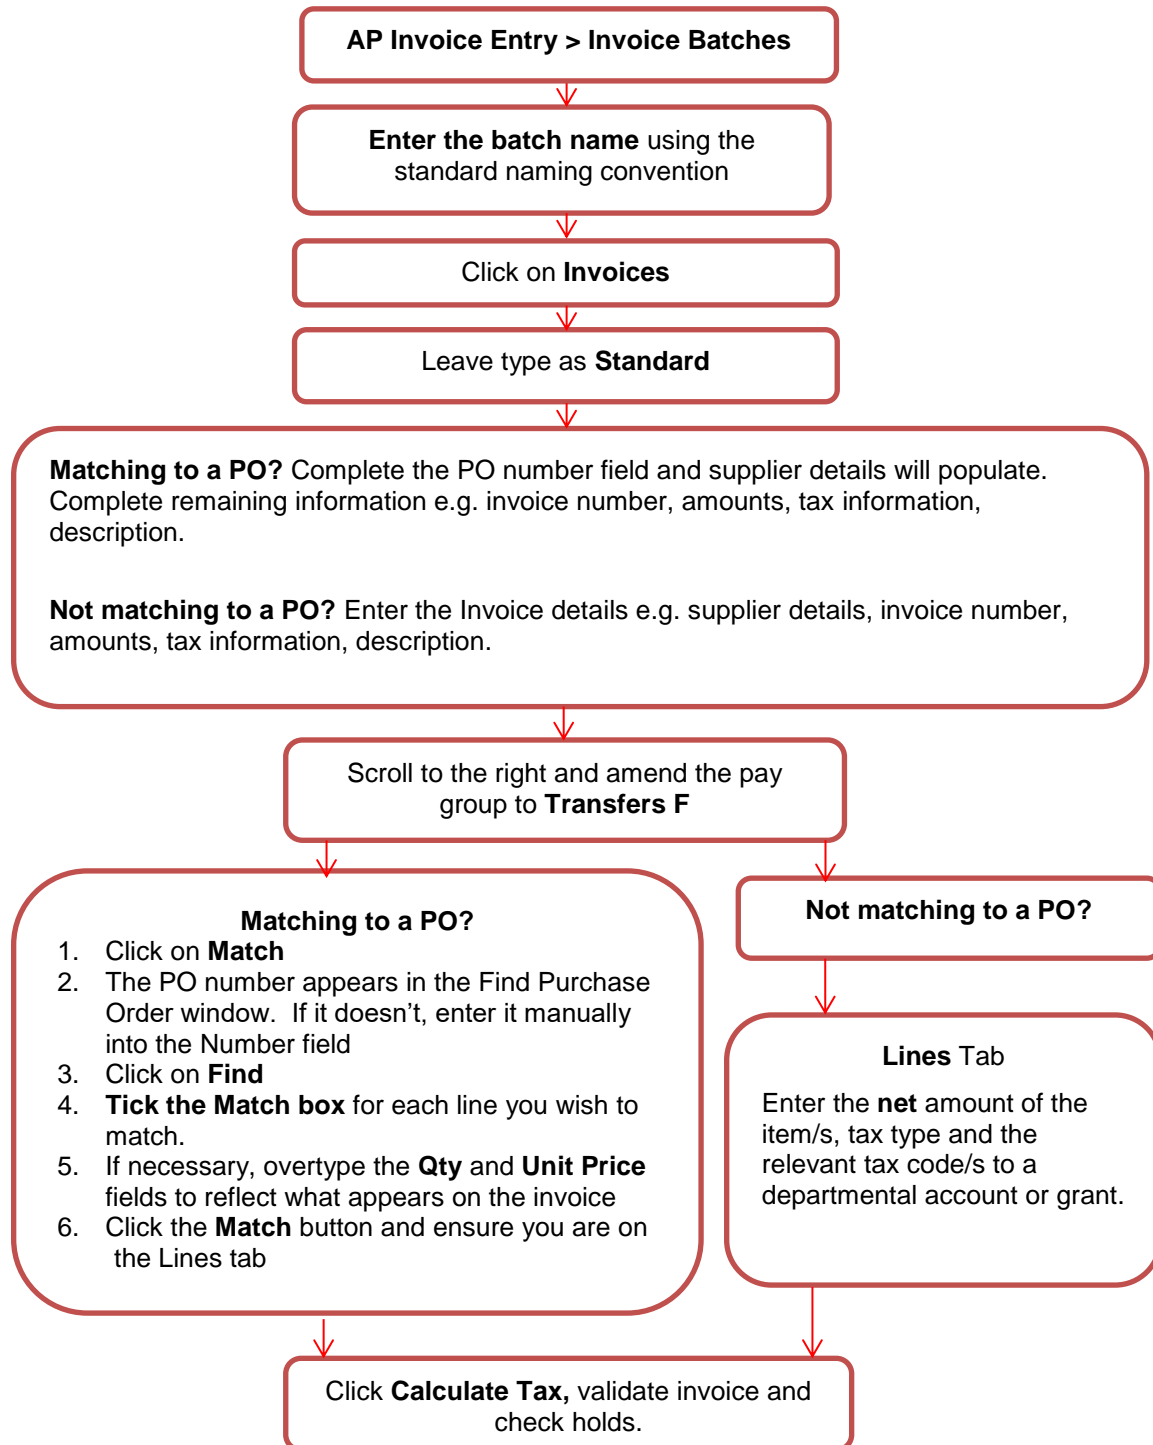 AP Invoice Entry > Invoice Batches
Enter the batch name using the
standard naming convention
Click on Invoices
Leave type as Standard
Matching to a PO? Complete the PO number field and supplier details will populate.
Complete remaining information e.g. invoice number, amounts, tax information,
description.
Not matching to a PO? Enter the Invoice details e.g. supplier details, invoice number,
amounts, tax information, description.
Scroll to the right and amend the pay
group to Transfers F
Matching to a PO?
1. Click on Match
2. The PO number appears in the Find Purchase
Order window. If it doesn’t, enter it manually
into the Number field
3. Click on Find
4. Tick the Match box for each line you wish to
match.
5. If necessary, overtype the Qty and Unit Price
fields to reflect what appears on the invoice
6. Click the Match button and ensure you are on
the Lines tab
Not matching to a PO?
Lines Tab
Enter the net amount of the
item/s, tax type and the
relevant tax code/s to a
departmental account or grant.
Click Calculate Tax, validate invoice and
check holds.